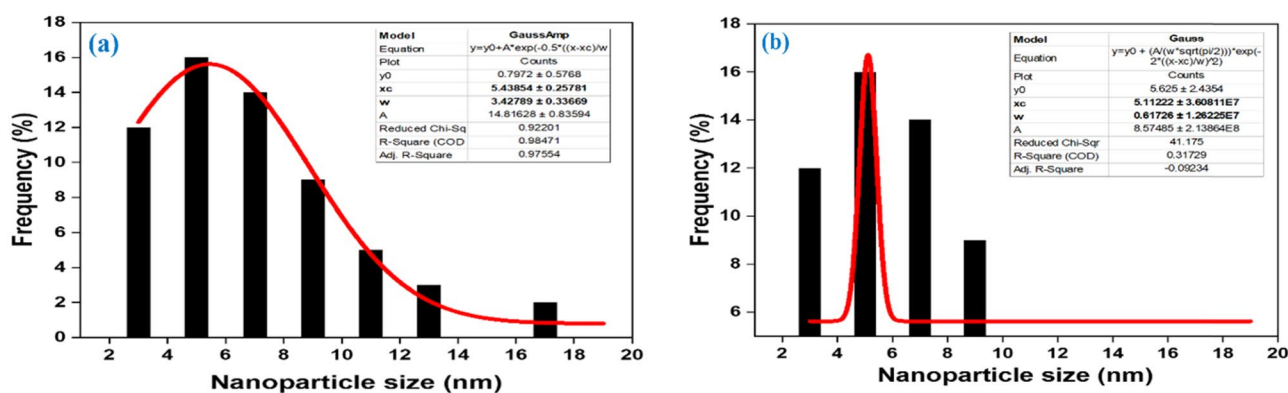 (a)
Model GaussAmp
Equation y=y0+A*exp(-0.5*((x-xc)/w
Plot Counts
y0 0.7972 ± 0.5768
xc 5.43854 ± 0.25781
w 3.42789 ± 0.33669
A 14.81628 ± 0.83594
Reduced Chi-Sq 0.92201
R-Square (COD 0.98471
Adj. R-Square 0.97554
Frequency (%)
18
16
14
12
10
8
6
4
2
0
2 4 6 8 10 12 14 16 18 20
Nanoparticle size (nm)
(b)
Model Gauss
Equation y=y0 + (A/(w*sqrt(pi/2)))*exp(-
2*((x-xc)/w)^2)
Plot Counts
y0 5.625 ± 2.4354
xc 5.11222 ± 3.60811E7
w 0.61726 ± 1.26225E7
A 8.57485 ± 2.13864E8
Reduced Chi-Sqr 41.175
R-Square (COD) 0.31729
Adj. R-Square -0.09234
Frequency (%)
18
16
14
12
10
8
6
2 4 6 8 10 12 14 16 18 20
Nanoparticle size (nm)